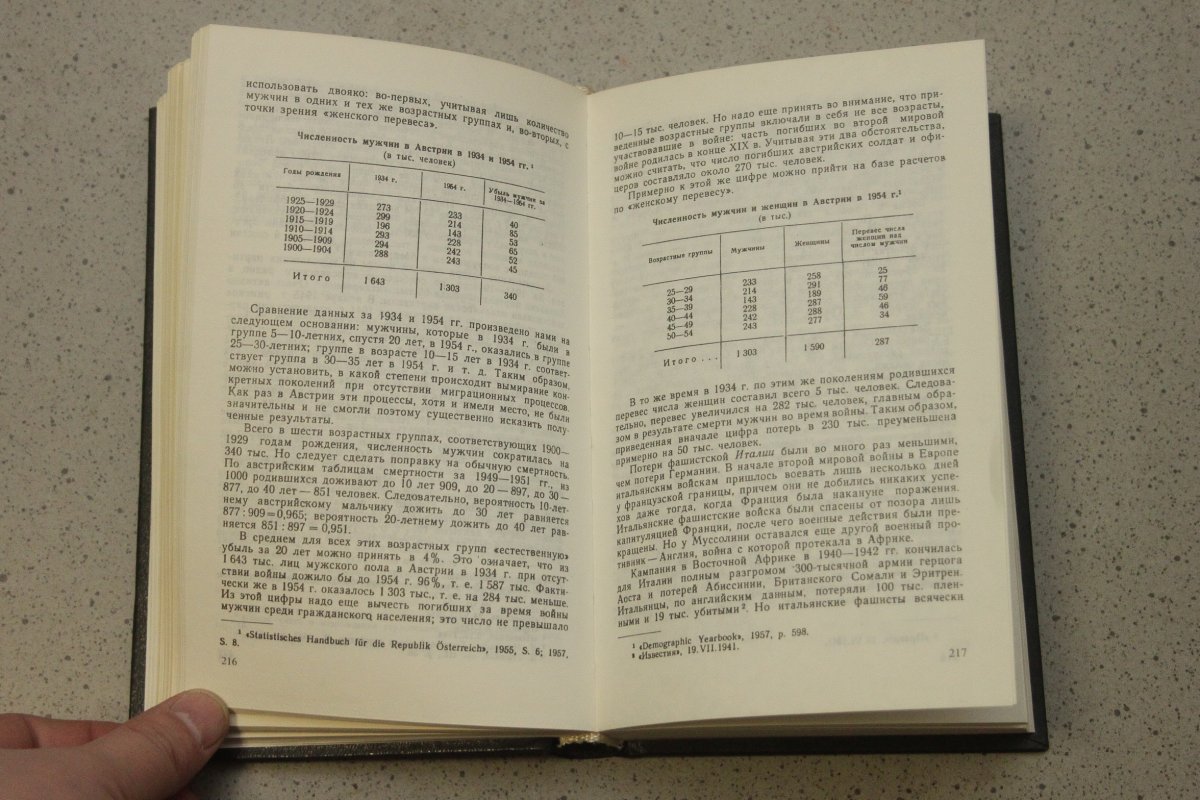 использовать двояко: во-первых, учитывая лишь количество
мужчин в одних и тех же возрастных группах и, во-вторых, с
точки зрения «женского перевеса».
Численность мужчин в Австрии в 1934 и 1954 гг. ¹
(в тыс. человек)
Годы рождения 1934 г. 1954 г. Убыль мужчин за
1934—1954 гг.
1925—1929 273 233 40
1920—1924 299 214 85
1915—1919 196 143 53
1910—1914 293 228 65
1905—1909 294 242 52
1900—1904 288 243 45
Итого 1 643 1 303 340
Сравнение данных за 1934 и 1954 гг. произведено нами на
следующем основании: мужчины, которые в 1934 г. были в
группе 5—10-летних, спустя 20 лет, в 1954 г., оказались в группе
25—30-летних; группе в возрасте 10—15 лет в 1934 г. соответ-
ствует группа в 30—35 лет в 1954 г. и т. д. Таким образом,
можно установить, в какой степени происходит вымирание кон-
кретных поколений при отсутствии миграционных процессов.
Как раз в Австрии эти процессы, хотя и имели место, не были
значительны и не смогли поэтому существенно исказить полу-
ченные результаты.
Всего в шести возрастных группах, соответствующих 1900—
1929 годам рождения, численность мужчин сократилась на
340 тыс. Но следует сделать поправку на обычную смертность.
По австрийским таблицам смертности за 1949—1951 гг., из
1000 родившихся доживают до 10 лет 909, до 20 — 897, до 30 —
877, до 40 лет — 851 человек. Следовательно, вероятность 10-лет-
нему австрийскому мальчику дожить до 30 лет равняется
877 : 909 = 0,965; вероятность 20-летнему дожить до 40 лет рав-
няется 851 : 897 = 0,951.
В среднем для всех этих возрастных групп «естественную»
убыль за 20 лет можно принять в 4%. Это означает, что из
1 643 тыс. лиц мужского пола в Австрии в 1934 г. при отсут-
ствии войны дожило бы до 1954 г. 96%, т. е. 1 587 тыс. Факти-
чески же в 1954 г. оказалось 1 303 тыс., т. е. на 284 тыс. меньше.
Из этой цифры надо еще вычесть погибших за время войны
мужчин среди гражданского населения; это число не превышало
¹ «Statistisches Handbuch für die Republik Österreich», 1955, S. 6; 1957,
S. 8.
216
10—15 тыс. человек. Но надо еще принять во внимание, что при-
веденные возрастные группы включали в себя не все возрасты,
участвовавшие в войне: часть погибших во второй мировой
войне родилась в конце XIX в. Учитывая эти два обстоятельства,
можно считать, что число погибших австрийских солдат и офи-
церов составляло около 270 тыс. человек.
Примерно к этой же цифре можно прийти на базе расчетов
по «женскому перевесу».
Численность мужчин и женщин в Австрии в 1954 г.¹
(в тыс.)
Возрастные группы Мужчины Женщины Перевес числа
женщин над
числом мужчин
25—29 233 258 25
30—34 214 291 77
35—39 143 189 46
40—44 228 287 59
45—49 242 288 46
50—54 243 277 34
Итого . . . 1 303 1 590 287
В то же время в 1934 г. по этим же поколениям родившихся
перевес числа женщин составил всего 5 тыс. человек. Следова-
тельно, перевес увеличился на 282 тыс. человек, главным обра-
зом в результате смерти мужчин во время войны. Таким образом,
приведенная вначале цифра потерь в 230 тыс. преуменьшена
примерно на 50 тыс. человек.
Потери фашистской Италии были во много раз меньшими,
чем потери Германии. В начале второй мировой войны в Европе
итальянским войскам пришлось воевать лишь несколько дней
у французской границы, причем они не добились никаких успе-
хов даже тогда, когда Франция была накануне поражения.
Итальянские фашистские войска были спасены от позора лишь
капитуляцией Франции, после чего военные действия были пре-
кращены. Но у Муссолини оставался еще другой военный про-
тивник — Англия, война с которой протекала в Африке.
Кампания в Восточной Африке в 1940—1942 гг. кончилась
для Италии полным разгромом 300-тысячной армии герцога
Аоста и потерей Абиссинии, Британского Сомали и Эритреи.
Итальянцы, по английским данным, потеряли 100 тыс. плен-
ными и 19 тыс. убитыми ². Но итальянские фашисты всячески
¹ «Demographic Yearbook», 1957, p. 598.
² «Известия», 19.VII.1941.
217